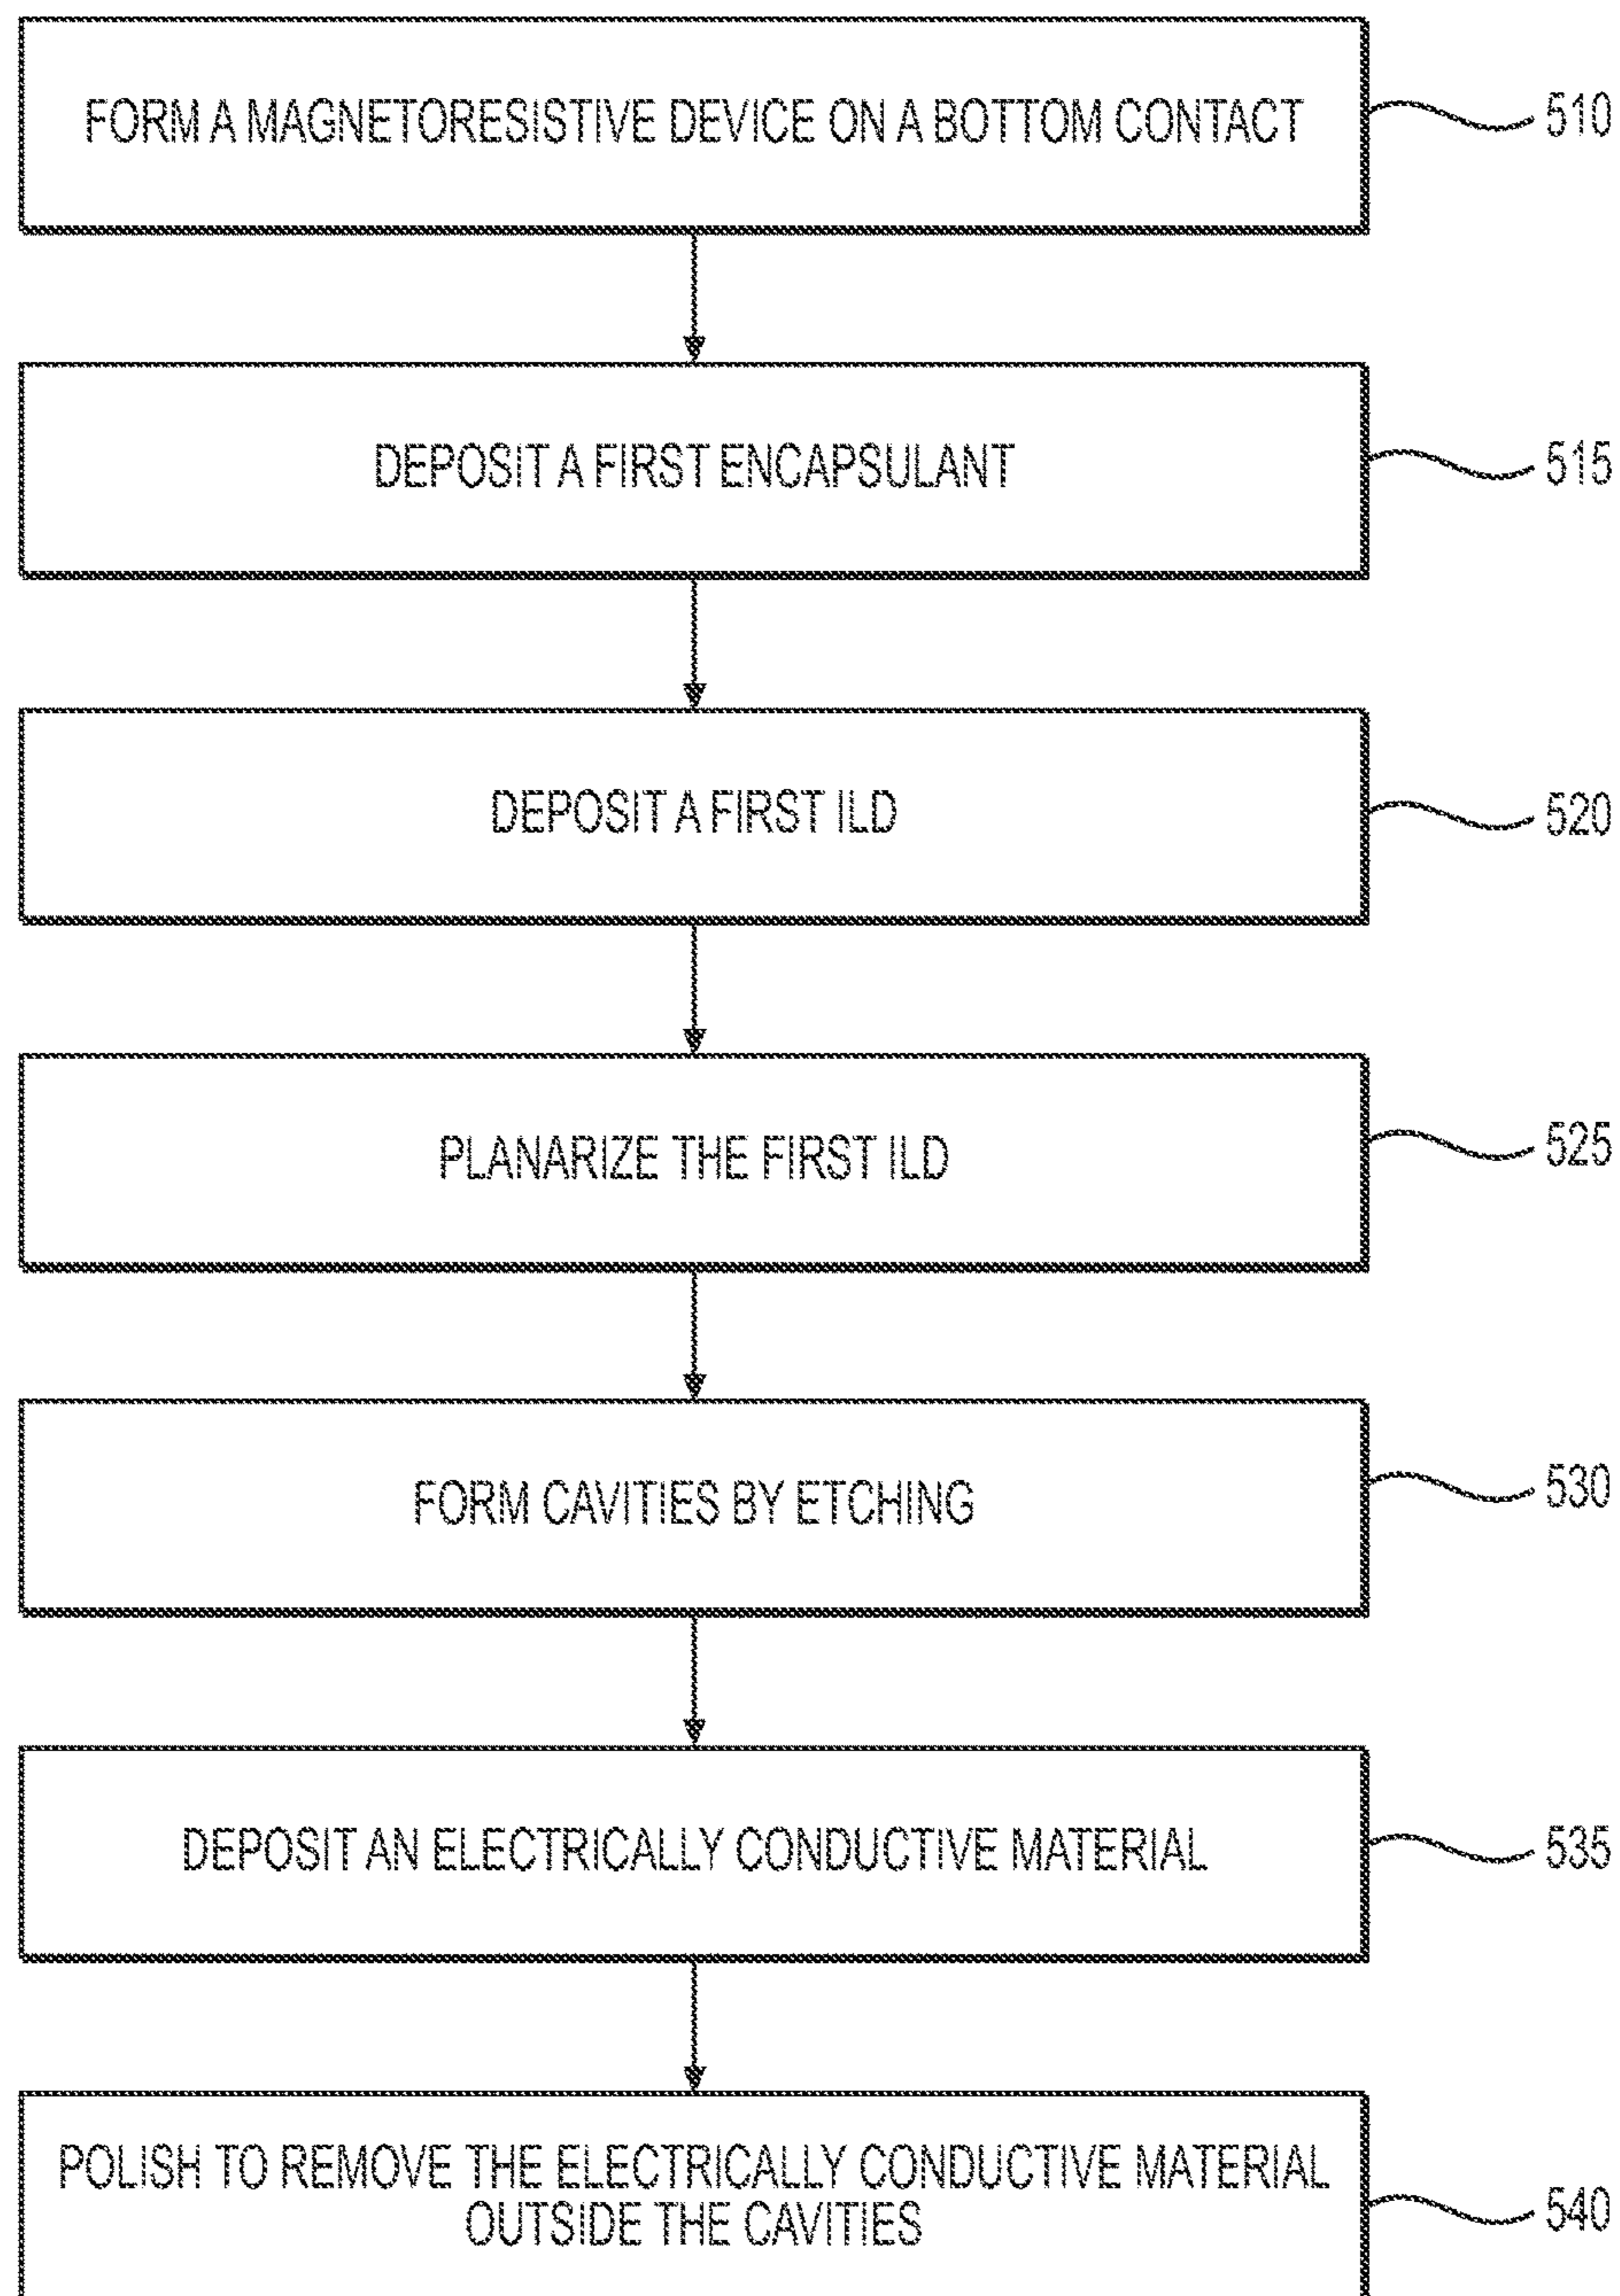 FORM A MAGNETORESISTIVE DEVICE ON A BOTTOM CONTACT
510
DEPOSIT A FIRST ENCAPSULANT
515
DEPOSIT A FIRST ILD
520
PLANARIZE THE FIRST ILD
525
FORM CAVITIES BY ETCHING
530
DEPOSIT AN ELECTRICALLY CONDUCTIVE MATERIAL
535
POLISH TO REMOVE THE ELECTRICALLY CONDUCTIVE MATERIAL
OUTSIDE THE CAVITIES
540